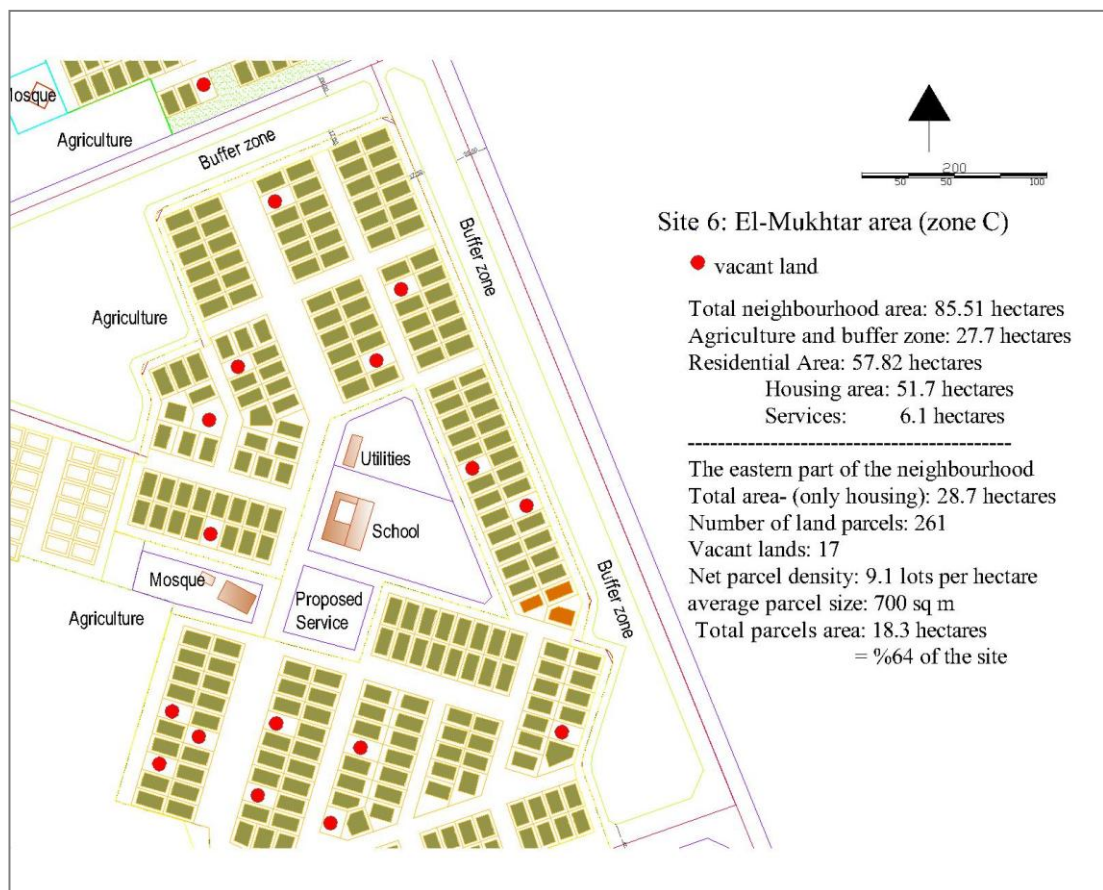 Mosque
Agriculture
Buffer zone
Buffer zone
Agriculture
Utilities
School
Mosque
Proposed
Service
Agriculture
Buffer zone
200
50
50
100
Site 6: El-Mukhtar area (zone C)
vacant land
Total neighbourhood area: 85.51 hectares
Agriculture and buffer zone: 27.7 hectares
Residential Area: 57.82 hectares
Housing area: 51.7 hectares
Services: 6.1 hectares
----------------------------------------------
The eastern part of the neighbourhood
Total area- (only housing): 28.7 hectares
Number of land parcels: 261
Vacant lands: 17
Net parcel density: 9.1 lots per hectare
average parcel size: 700 sq m
Total parcels area: 18.3 hectares
= %64 of the site